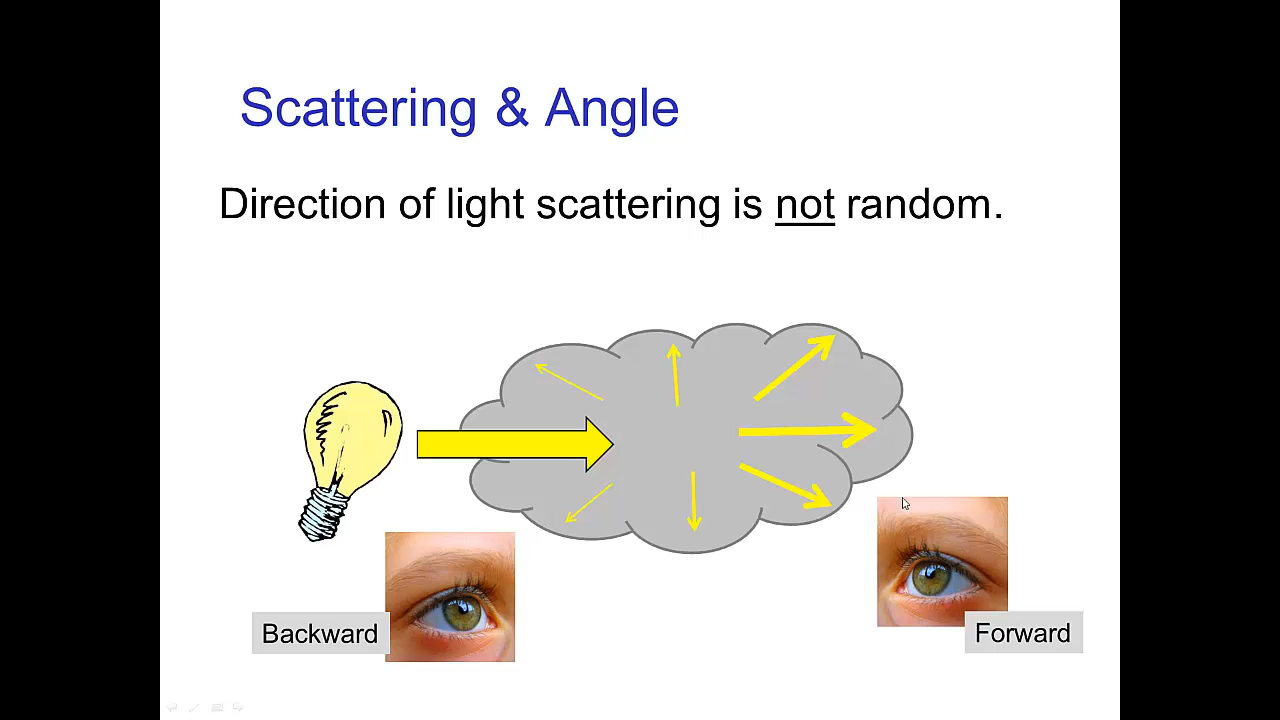 Scattering & Angle
Direction of light scattering is not random.
Backward
Forward